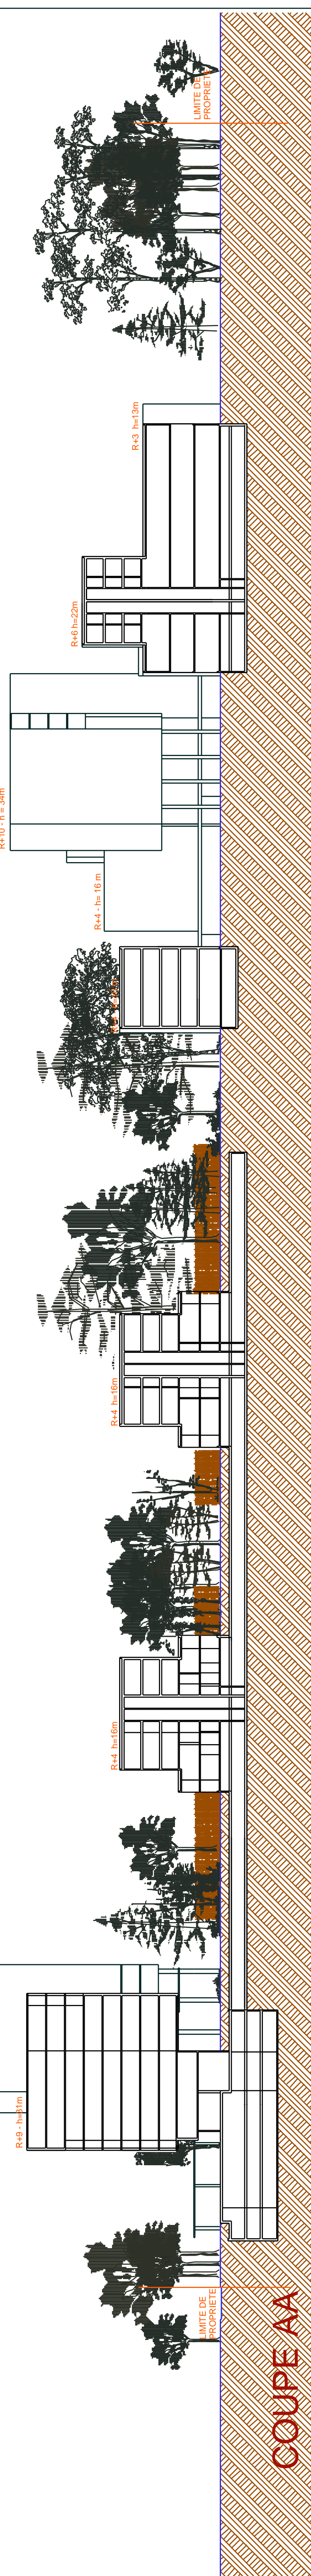 R+9 - h=31m
R+4 h=16m
R+4 h=16m
R+4 - h= 16 m
R+10 - h = 34m
R+6 h=22m
R+3 h=13m
LIMITE DE
PROPRIETE
LIMITE DE
PROPRIETE
COUPE AA